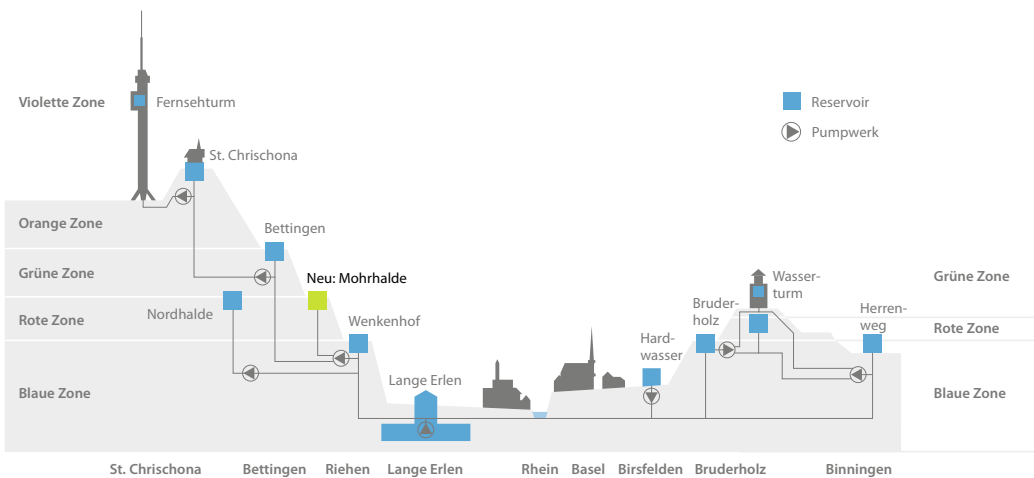 Violette Zone
Fernsehturm
Reservoir
Pumpwerk
St. Chrischona
Orange Zone
Bettingen
Grüne Zone
Neu: Mohrhalde
Wasser-
turm
Grüne Zone
Nordhalde
Rote Zone
Wenkenhof
Bruder-
holz
Herren-
weg
Rote Zone
Hard-
wasser
Lange Erlen
Blaue Zone
Blaue Zone
St. Chrischona
Bettingen
Riehen
Lange Erlen
Rhein
Basel
Birsfelden
Bruderholz
Binningen